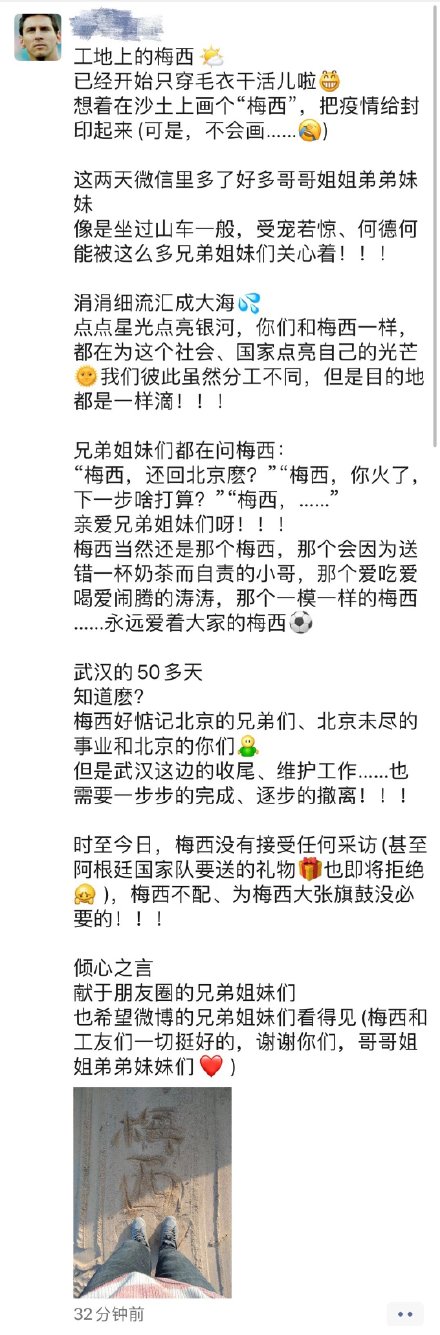 工地上的梅西🌤️
已经开始只穿毛衣干活儿啦😁
想着在沙土上画个“梅西”，把疫情给封
印起来 (可是，不会画……🤣)
这两天微信里多了好多哥哥姐姐弟弟妹
妹
像是坐过山车一般，受宠若惊、何德何
能被这么多兄弟姐妹们关心着！！！
涓涓细流汇成大海💦
点点星光点亮银河，你们和梅西一样，
都在为这个社会、国家点亮自己的光芒
🌞我们彼此虽然分工不同，但是目的地
都是一样滴！！！
兄弟姐妹们都在问梅西：
“梅西，还回北京麽？”“梅西，你火了，
下一步啥打算？”“梅西，……”
亲爱兄弟姐妹们呀！！！
梅西当然还是那个梅西，那个会因为送
错一杯奶茶而自责的小哥，那个爱吃爱
喝爱闹腾的涛涛，那个一模一样的梅西
……永远爱着大家的梅西⚽
武汉的 50 多天
知道麽？
梅西好惦记北京的兄弟们、北京未尽的
事业和北京的你们
但是武汉这边的收尾、维护工作……也
需要一步步的完成、逐步的撤离！！！
时至今日，梅西没有接受任何采访 (甚至
阿根廷国家队要送的礼物🎁也即将拒绝
)，梅西不配、为梅西大张旗鼓没必
要的！！！
倾心之言
献于朋友圈的兄弟姐妹们
也希望微博的兄弟姐妹们看得见 (梅西和
工友们一切挺好的，谢谢你们，哥哥姐
姐弟弟妹妹们❤️)
梅
西
32分钟前